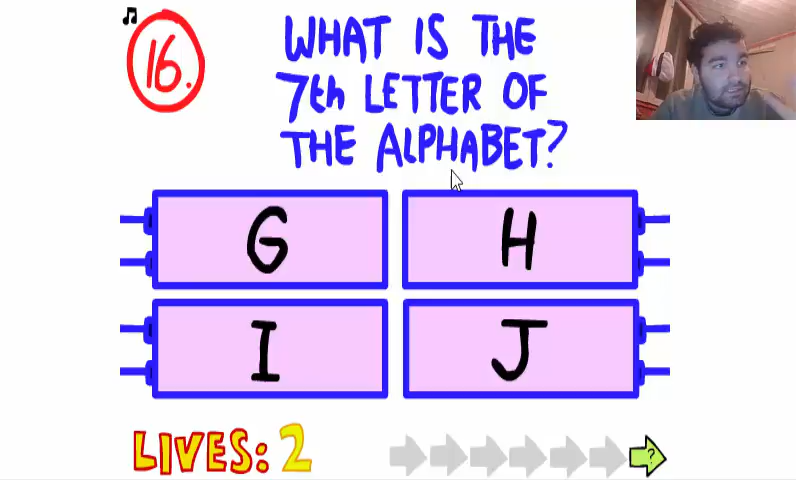 16.
WHAT IS THE
7th LETTER OF
THE ALPHABET?
G
H
I
J
LIVES: 2
?